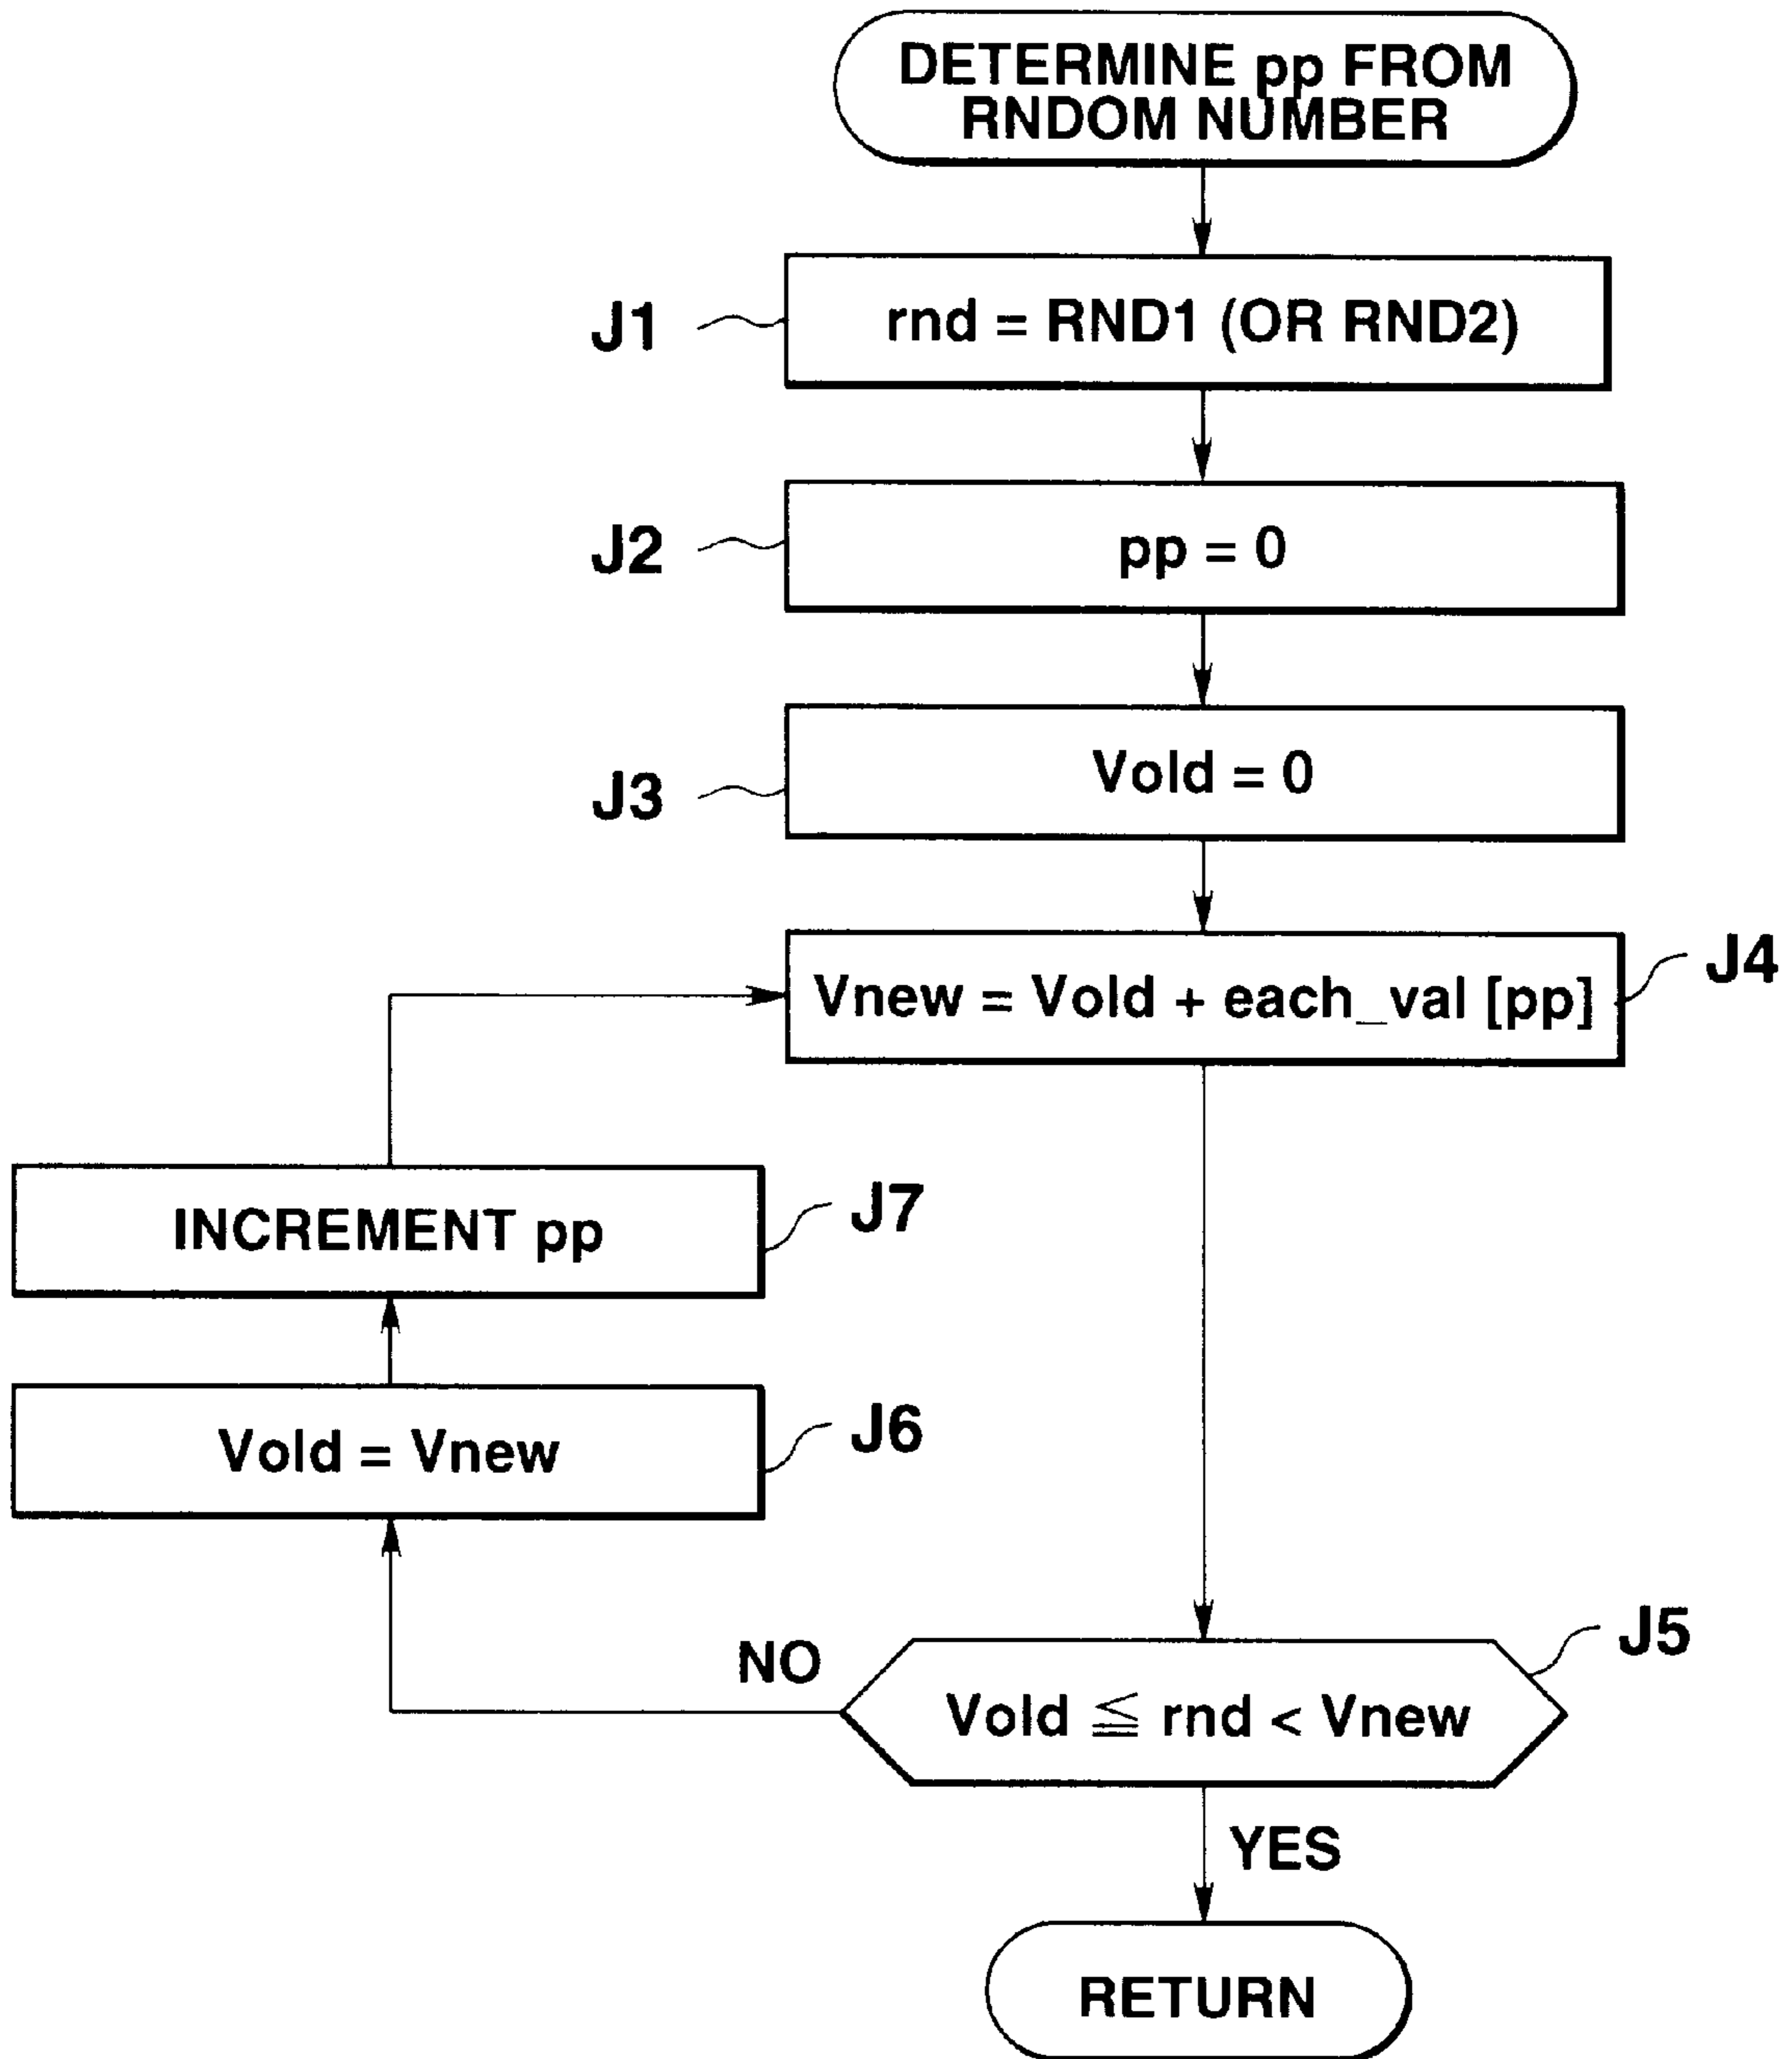 DETERMINE pp FROM
RNDOM NUMBER
J1
rnd = RND1 (OR RND2)
J2
pp = 0
J3
Vold = 0
J4
Vnew = Vold + each_val [pp]
J7
INCREMENT pp
J6
Vold = Vnew
J5
NO
Vold ≦ rnd < Vnew
YES
RETURN